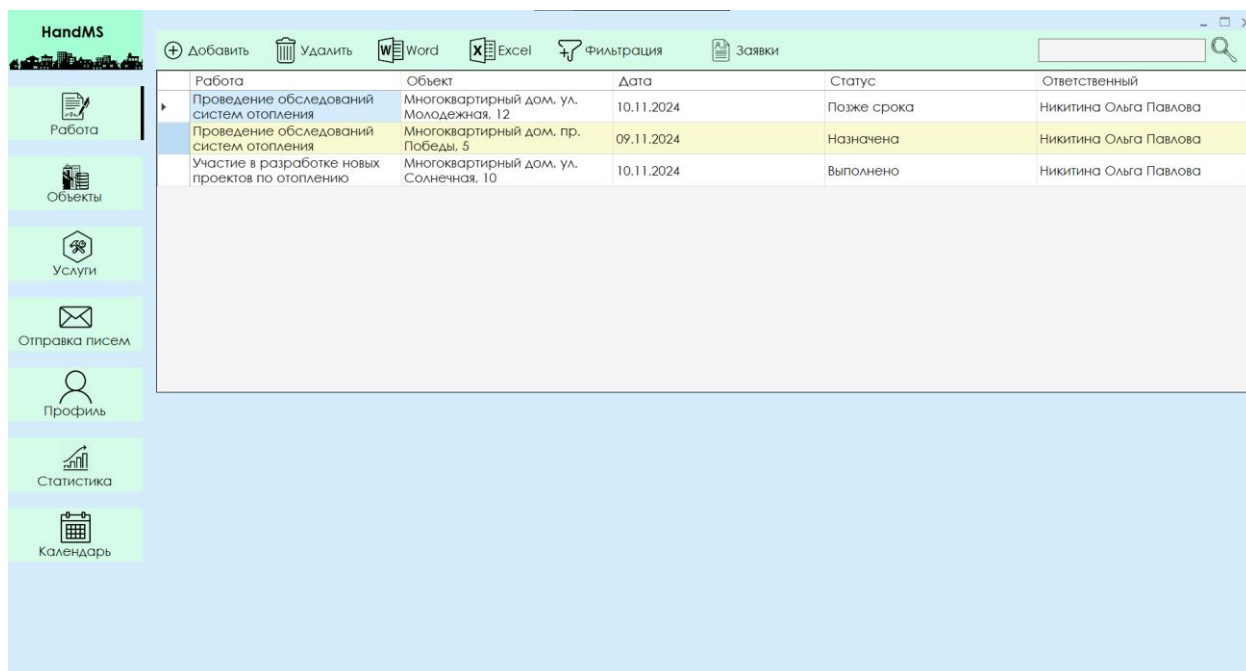 HandMS
Добавить Удалить Word Excel Фильтрация Заявки
Работа Объект Дата Статус Ответственный
Проведение обследований систем отопления
Многоквартирный дом, ул. Молодежная, 12
10.11.2024
Позже срока
Никитина Ольга Павлова
Проведение обследований систем отопления
Многоквартирный дом, пр. Победы, 5
09.11.2024
Назначена
Никитина Ольга Павлова
Участие в разработке новых проектов по отоплению
Многоквартирный дом, ул. Солнечная, 10
10.11.2024
Выполнено
Никитина Ольга Павлова
Работа
Объекты
Услуги
Отправка писем
Профиль
Статистика
Календарь